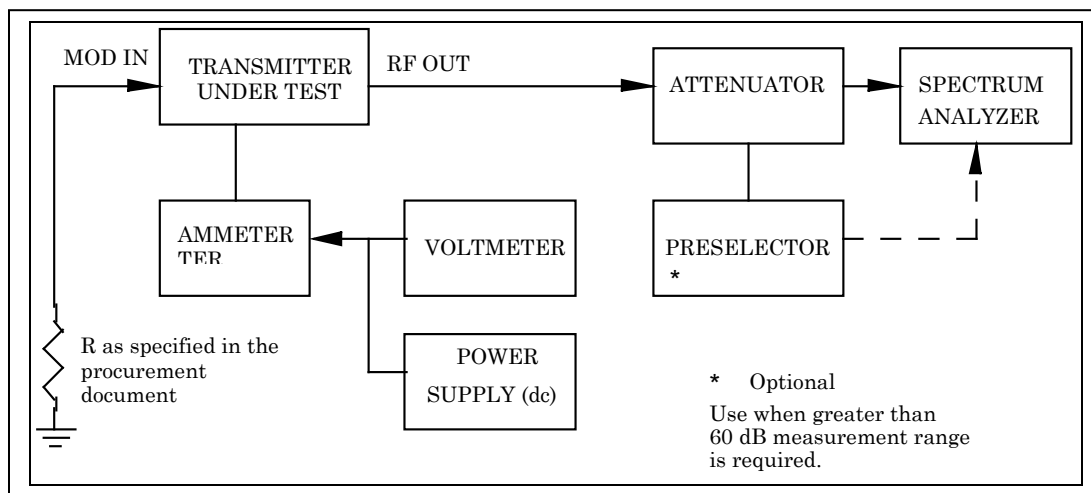 MOD IN
TRANSMITTER
UNDER TEST
RF OUT
ATTENUATOR
SPECTRUM
ANALYZER
AMMETER
TER
VOLTMETER
PRESELECTOR
*
R as specified in the
procurement
document
POWER
SUPPLY (dc)
* Optional
Use when greater than
60 dB measurement range
is required.